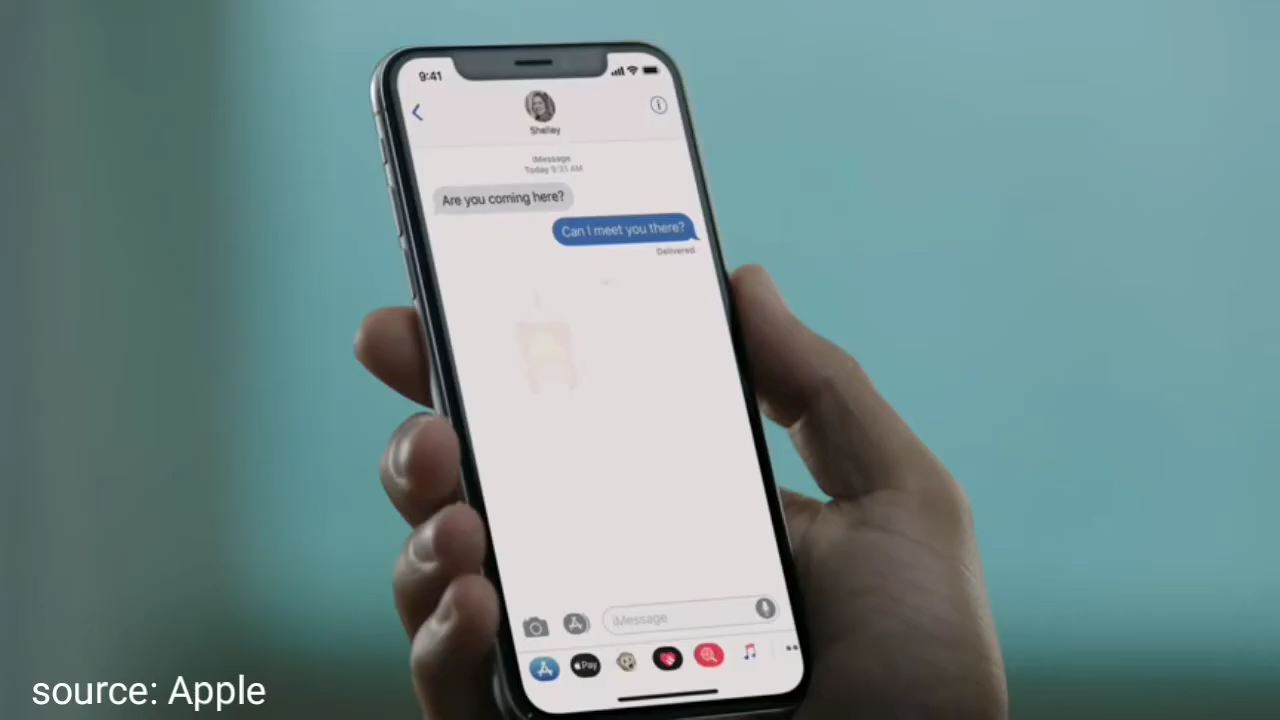 9:41
Shelley
iMessage
Today 9:31 AM
Are you coming here?
Can I meet you there?
Delivered
iMessage
Pay
source: Apple